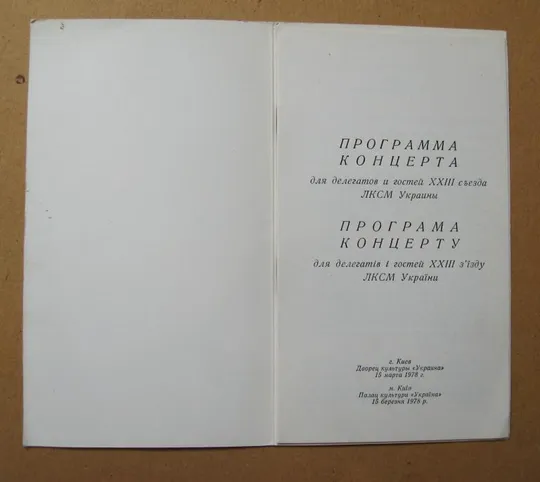 ПРОГРАММА
КОНЦЕРТА
для делегатов и гостей XXIII съезда
ЛКСМ Украины
ПРОГРАМА
КОНЦЕРТУ
для делегатів і гостей XXIII з'їзду
ЛКСМ України
г. Киев
Дворец культуры «Украина»
15 марта 1978 г.
м. Київ
Палац культури «Україна»
15 березня 1978 р.